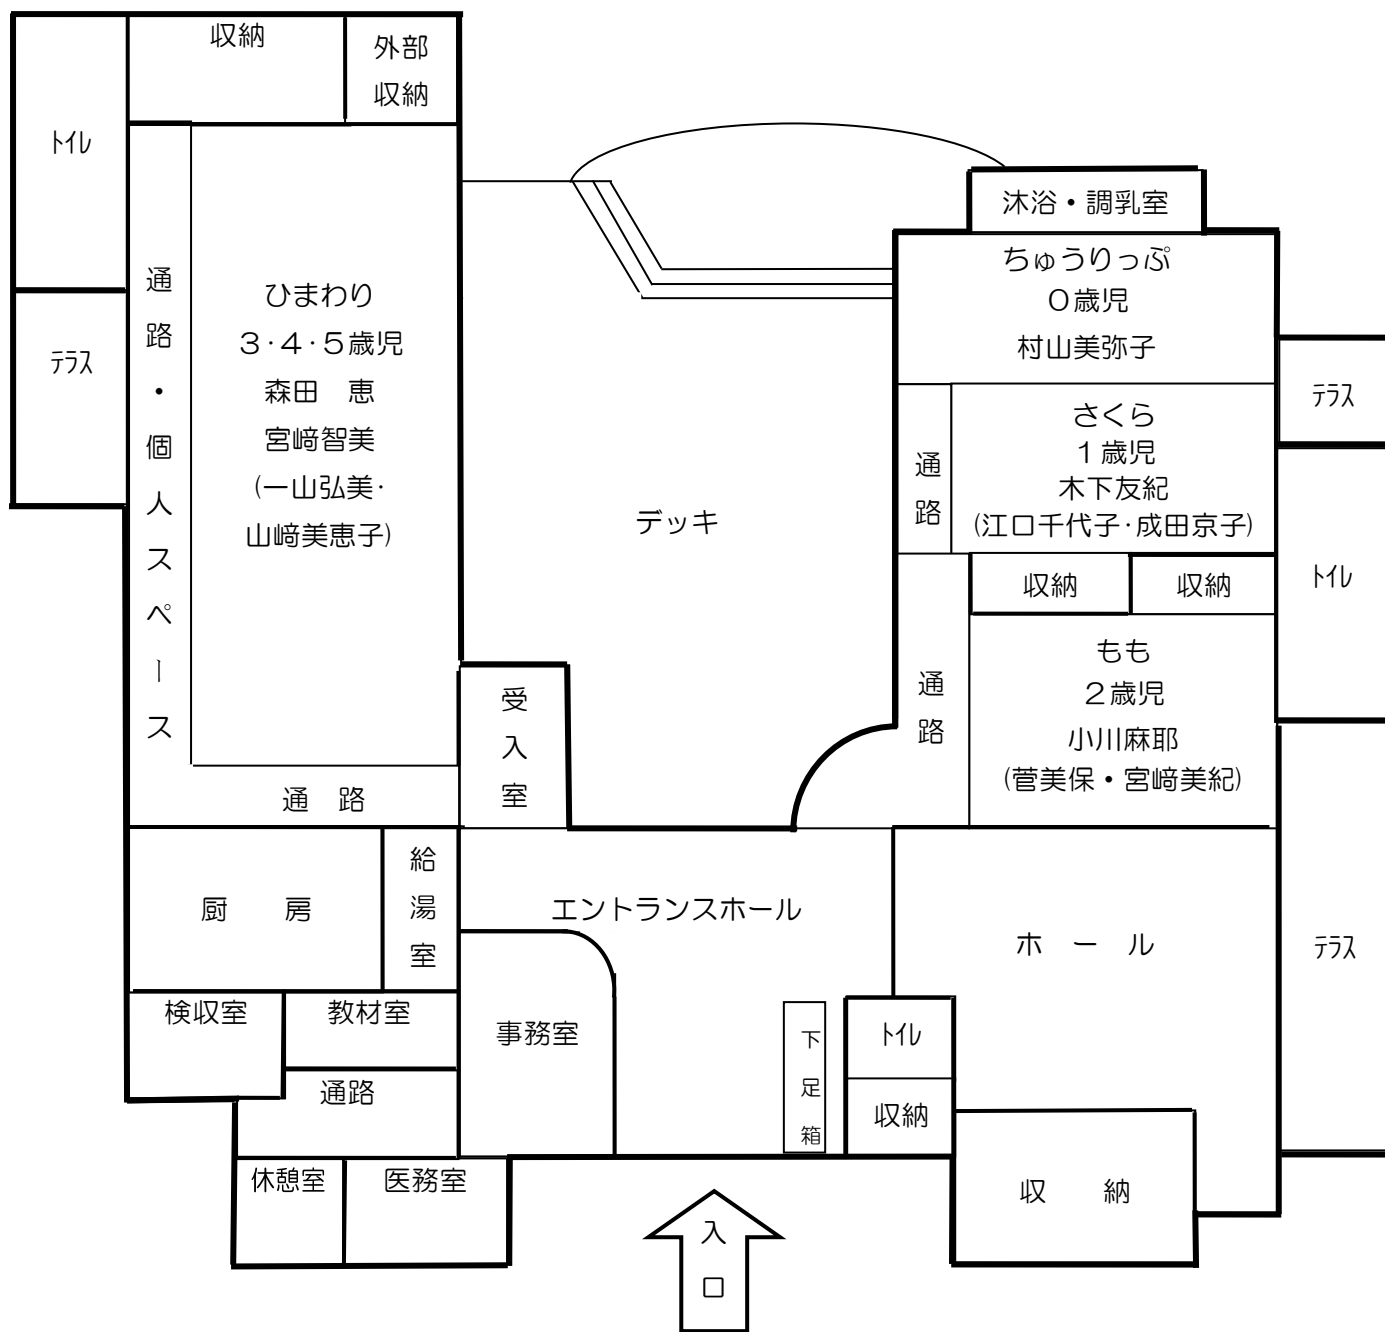 収納
外部
収納
ﾄｲﾚ
通路・個人スペース
ひまわり
3・4・5歳児
森田　恵
宮﨑智美
(一山弘美・
山﨑美恵子)
ﾃﾗｽ
デッキ
沐浴・調乳室
ちゅうりっぷ
０歳児
村山美弥子
ﾃﾗｽ
通路
さくら
１歳児
木下友紀
(江口千代子・成田京子)
収納
収納
ﾄｲﾚ
通路
もも
２歳児
小川麻耶
(菅美保・宮﨑美紀)
受入室
通　路
厨　　房
給湯室
エントランスホール
ホ　ー　ル
ﾃﾗｽ
検収室
教材室
事務室
下足箱
ﾄｲﾚ
通路
収納
休憩室
医務室
収　　納
入口